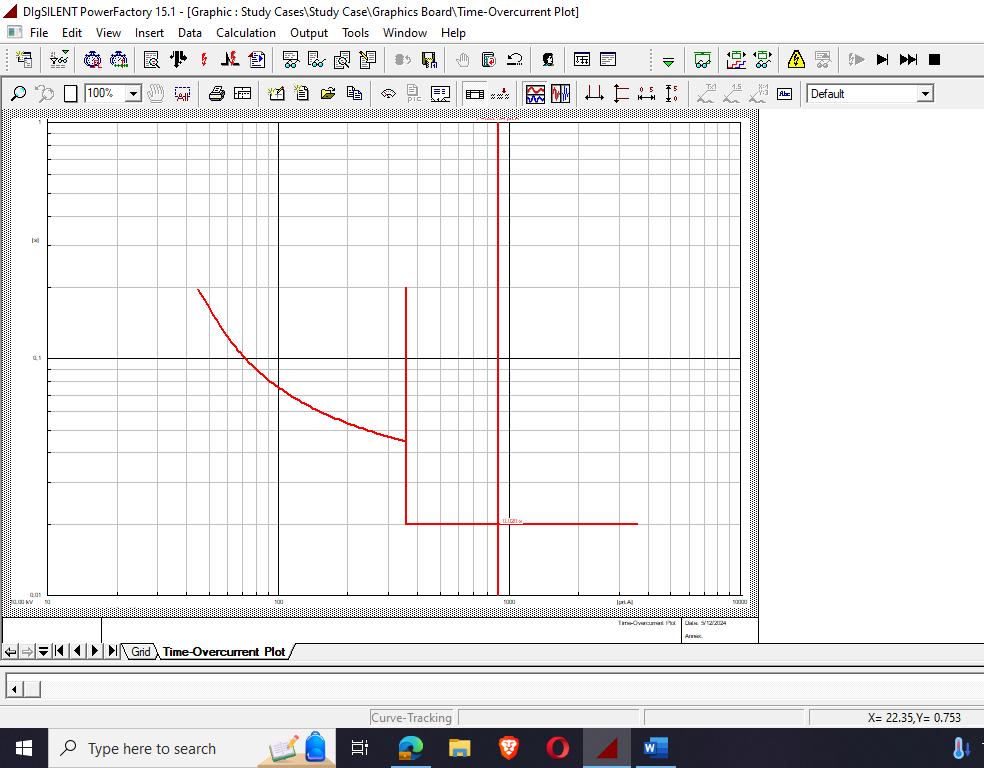 DIgSILENT PowerFactory 15.1 - [Graphic : Study Cases\Study Case\Graphics Board\Time-Overcurrent Plot]
File Edit View Insert Data Calculation Output Tools Window Help
100%
Abc
Default
1
[s]
0,1
0.020 s
0,01
10 100 1000 [pri.A] 10000
Time-Overcurrent Plot Date: 5/12/2024
Annex:
Grid Time-Overcurrent Plot
Curve-Tracking X= 22.35,Y= 0.753
Type here to search